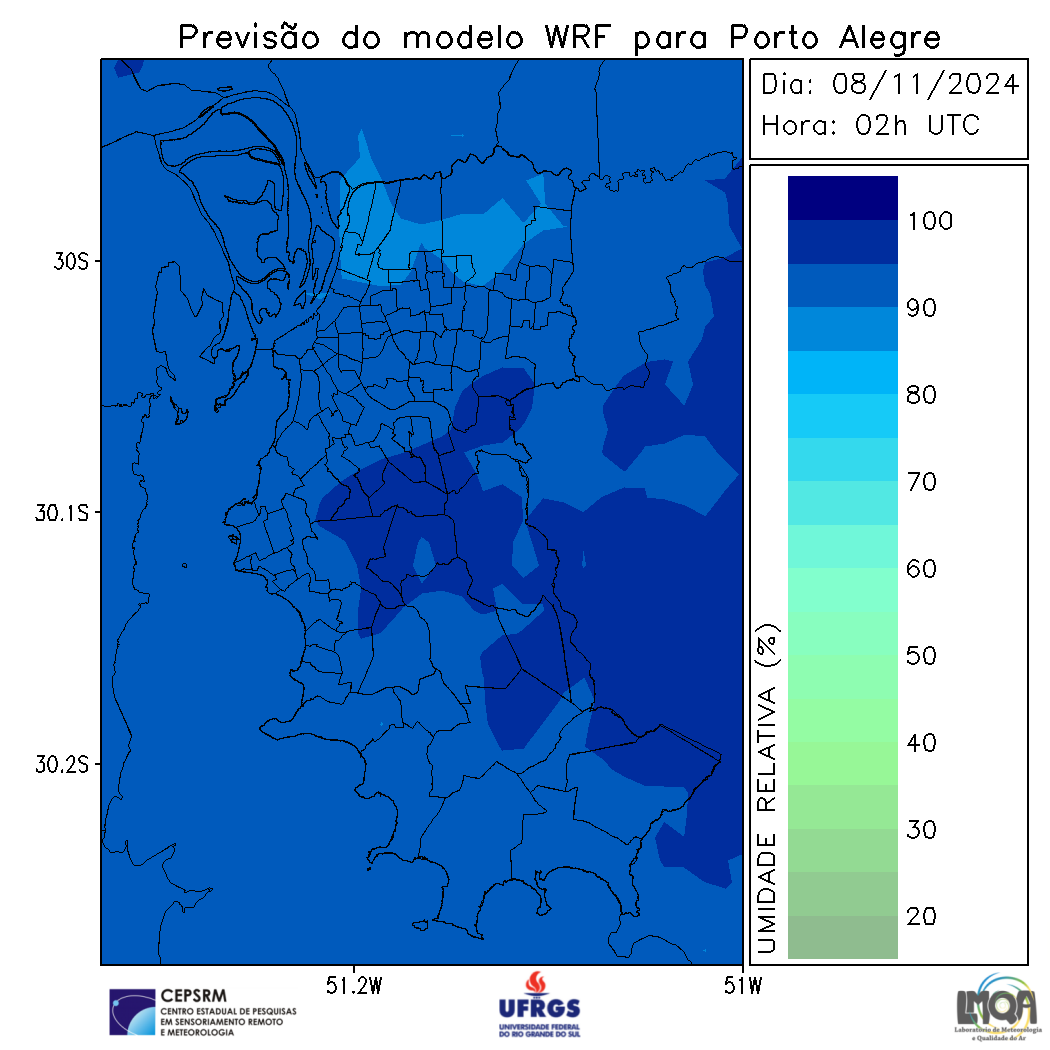 Previsão do modelo WRF para Porto Alegre
Dia: 08/11/2024
Hora: 02h UTC
30S
30.1S
30.2S
51.2W
51W
100
90
80
70
60
50
40
30
20
UMIDADE RELATIVA (%)
CEPSRM
CENTRO ESTADUAL DE PESQUISAS
EM SENSORIAMENTO REMOTO
E METEOROLOGIA
UFRGS
UNIVERSIDADE FEDERAL
DO RIO GRANDE DO SUL
LMQA
Laboratório de Meteorologia
e Qualidade do Ar